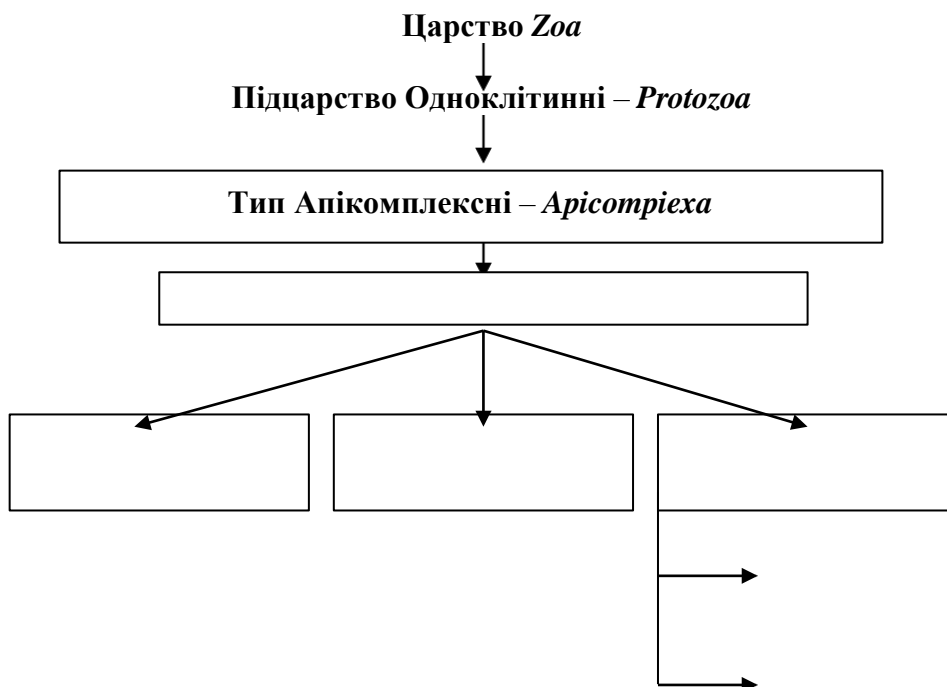 Царство Zoa
Підцарство Одноклітинні – Protozoa
Тип Апікомплексні – Apicompiexa